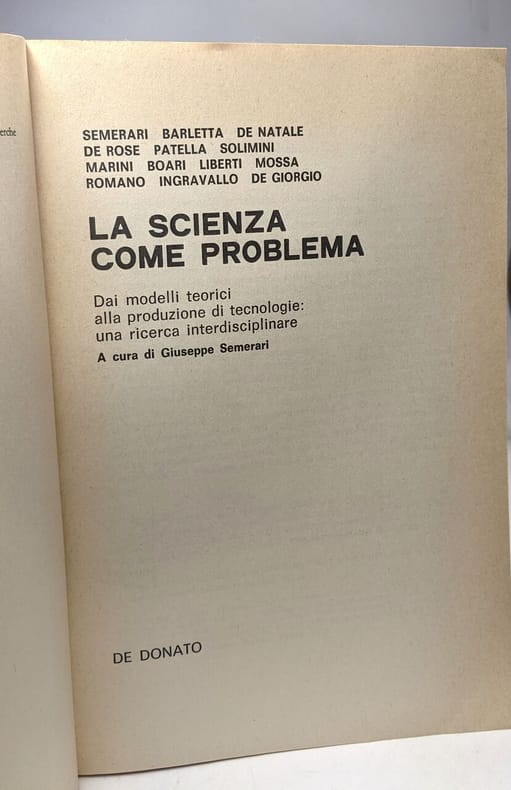 erche
SEMERARI BARLETTA DE NATALE
DE ROSE PATELLA SOLIMINI
MARINI BOARI LIBERTI MOSSA
ROMANO INGRAVALLO DE GIORGIO
LA SCIENZA
COME PROBLEMA
Dai modelli teorici
alla produzione di tecnologie:
una ricerca interdisciplinare
A cura di Giuseppe Semerari
DE DONATO